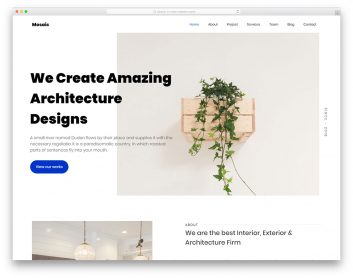 Mosaic
Home About Project Services Team Blog Contact
We Create Amazing
Architecture
Designs
A small river named Duden flows by their place and supplies it with the
necessary regelialia. It is a paradisematic country, in which roasted
parts of sentences fly into your mouth.
View our works
ABOUT
We are the best Interior, Exterior &
Architecture Firm